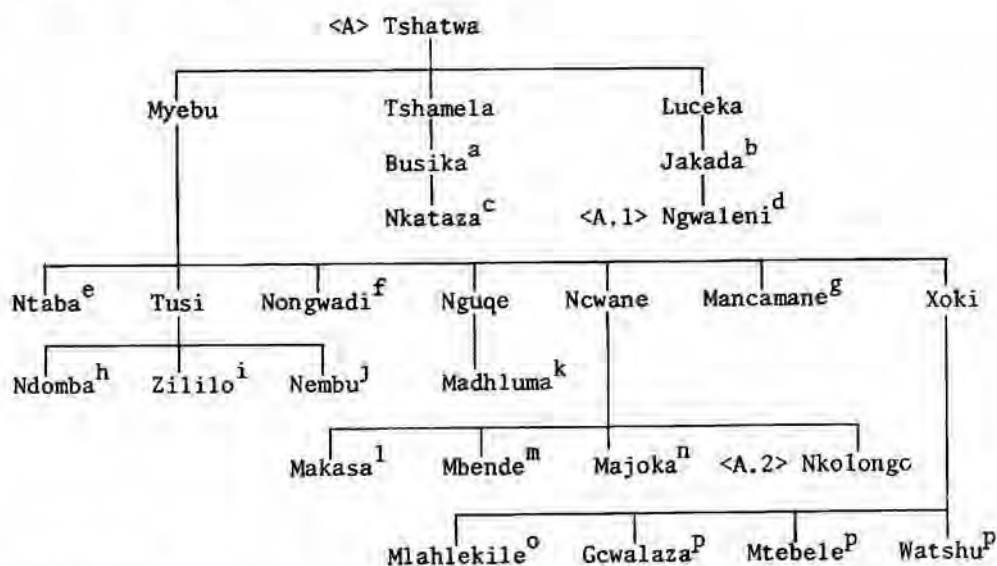 <A> Tshatwa
Myebu Tshamela Luceka
Busika a Jakada b
Nkataza c <A.1> Ngwaleni d
Ntaba e Tusi Nongwadi f Nguqe Ncwane Mancamane g Xoki
Ndomba h Zililo i Nembu j Madhluma k
Makasa l Mbende m Majoka n <A.2> Nkolongo
Mlahlekile o Gcwalaza p Mtebele p Watshu p